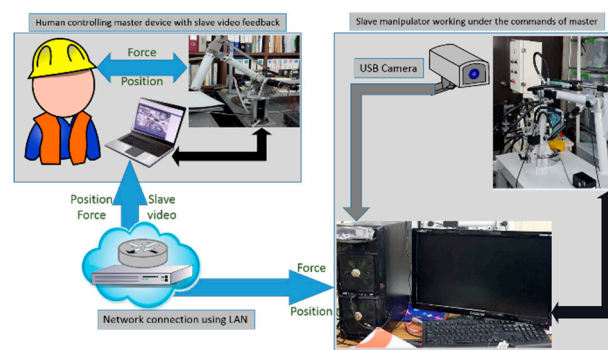 Human controlling master device with slave video feedback
Slave manipulator working under the commands of master
Force
Position
USB Camera
Position
Force
Slave
video
Force
Position
Network connection using LAN